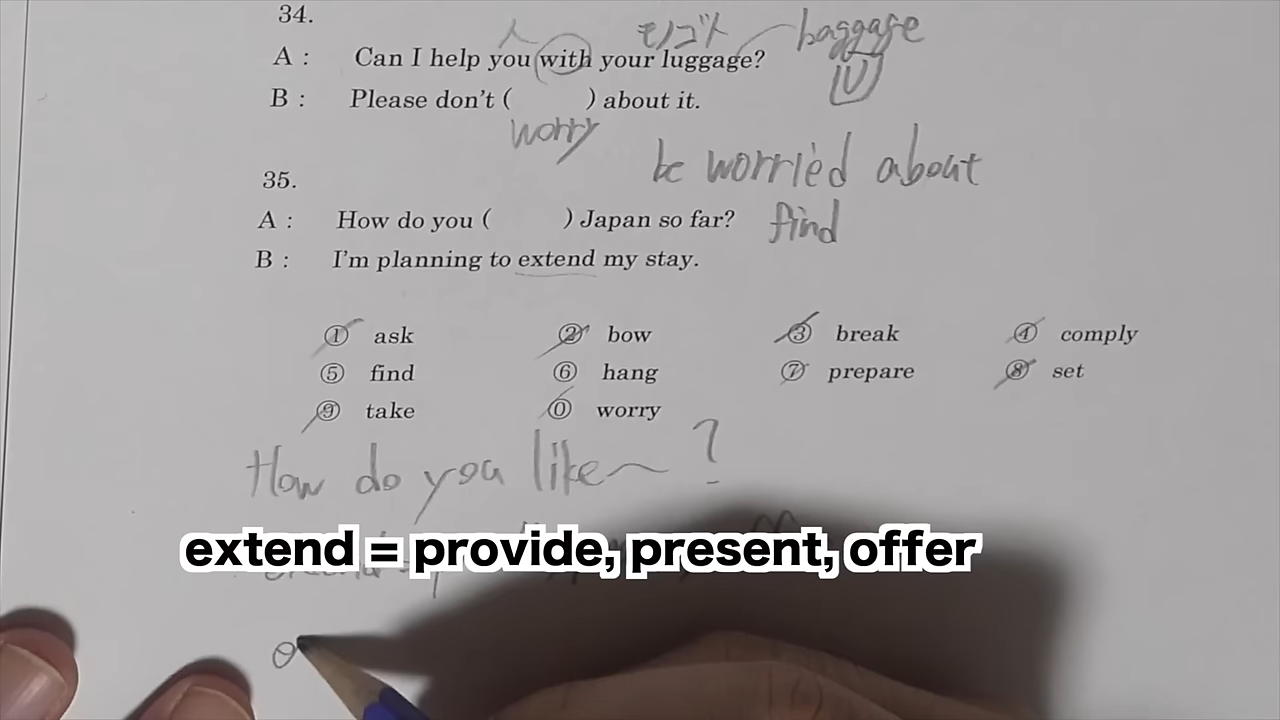 34.
人 モノゴト baggage
A : Can I help you with your luggage?
U
B : Please don't ( ) about it.
worry
be worried about
35.
A : How do you ( ) Japan so far? find
B : I'm planning to extend my stay.
① ask ② bow ③ break ④ comply
⑤ find ⑥ hang ⑦ prepare ⑧ set
⑨ take ⓪ worry
How do you like～?
extend = provide, present, offer